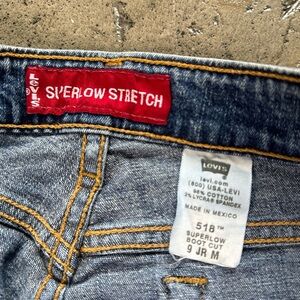 LEVI'S
SUPERLOW STRETCH
Levi's
levi.com
(800) USA-LEVI
98% COTTON
2% LYCRA® SPANDEX
MADE IN MEXICO
518™
SUPERLOW
BOOT CUT
9 JR M